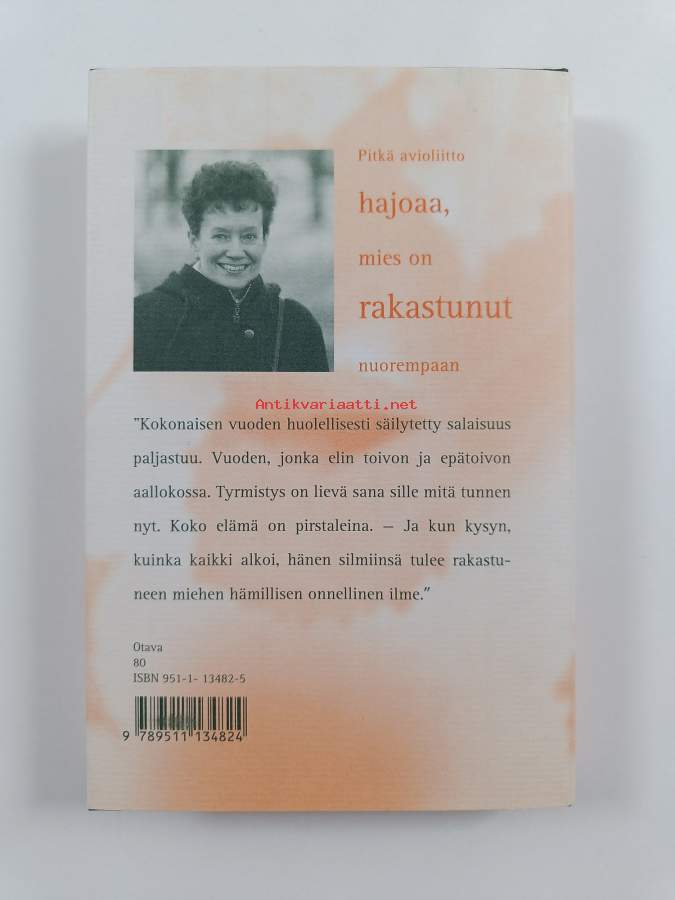 Pitkä avioliitto
hajoaa,
mies on
rakastunut
nuorempaan
Antikvariaatti.net
"Kokonaisen vuoden huolellisesti säilytetty salaisuus
paljastuu. Vuoden, jonka elin toivon ja epätoivon
aallokossa. Tyrmistys on lievä sana sille mitä tunnen
nyt. Koko elämä on pirstaleina. – Ja kun kysyn,
kuinka kaikki alkoi, hänen silmiinsä tulee rakastu-
neen miehen hämillisen onnellinen ilme."
Otava
80
ISBN 951-1- 13482-5
9 789511 134824